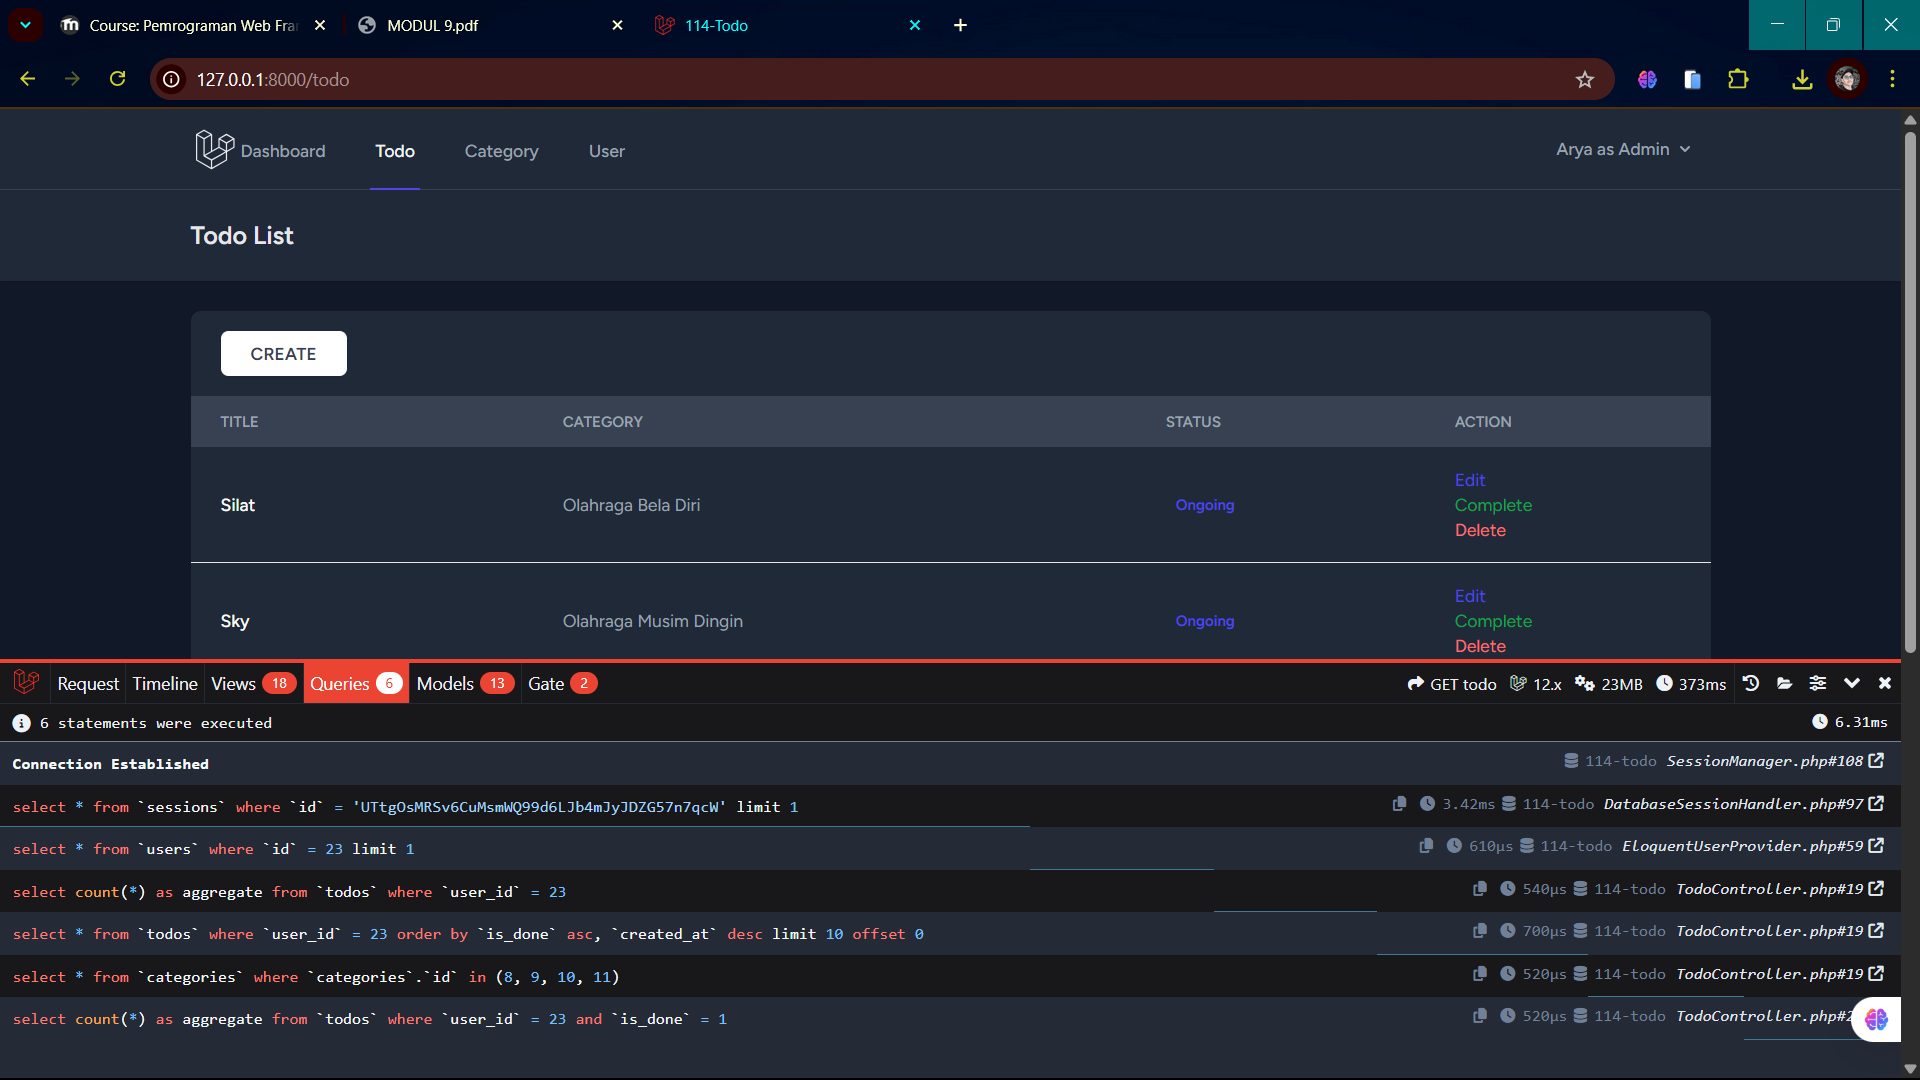 Course: Pemrograman Web Fra
MODUL 9.pdf
114-Todo
127.0.0.1:8000/todo
Dashboard
Todo
Category
User
Arya as Admin
Todo List
CREATE
TITLE CATEGORY STATUS ACTION
Silat Olahraga Bela Diri Ongoing
Edit
Complete
Delete
Sky Olahraga Musim Dingin Ongoing
Edit
Complete
Delete
Request Timeline Views 18 Queries 6 Models 13 Gate 2 GET todo 12.x 23MB 373ms
6 statements were executed 6.31ms
Connection Established 114-todo SessionManager.php#108
select * from `sessions` where `id` = 'UTtgOsMRSv6CuMsmWQ99d6LJb4mJyJDZG57n7qcW' limit 1 3.42ms 114-todo DatabaseSessionHandler.php#97
select * from `users` where `id` = 23 limit 1 610μs 114-todo EloquentUserProvider.php#59
select count(*) as aggregate from `todos` where `user_id` = 23 540μs 114-todo TodoController.php#19
select * from `todos` where `user_id` = 23 order by `is_done` asc, `created_at` desc limit 10 offset 0 700μs 114-todo TodoController.php#19
select * from `categories` where `categories`.`id` in (8, 9, 10, 11) 520μs 114-todo TodoController.php#19
select count(*) as aggregate from `todos` where `user_id` = 23 and `is_done` = 1 520μs 114-todo TodoController.php#2